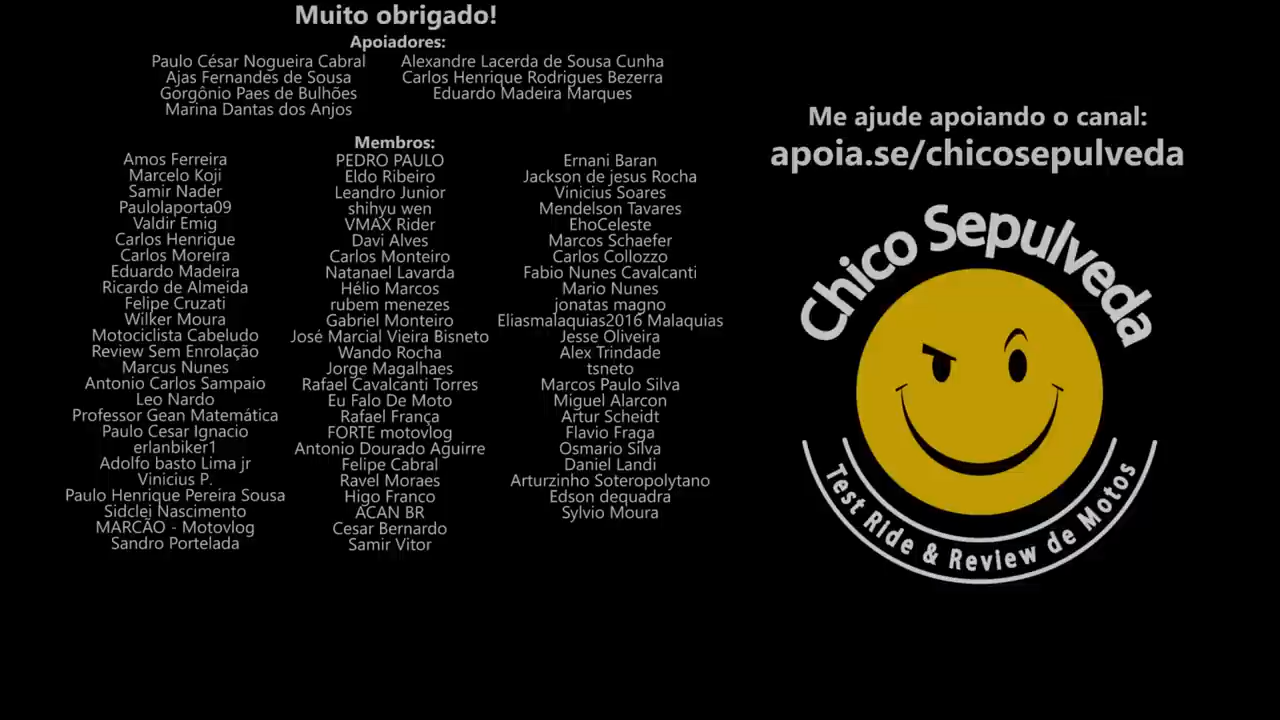 Muito obrigado!
Apoiadores:
Paulo César Nogueira Cabral
Ajas Fernandes de Sousa
Gorgônio Paes de Bulhões
Marina Dantas dos Anjos
Alexandre Lacerda de Sousa Cunha
Carlos Henrique Rodrigues Bezerra
Eduardo Madeira Marques
Membros:
Amos Ferreira
Marcelo Koji
Samir Nader
Paulolaporta09
Valdir Emig
Carlos Henrique
Carlos Moreira
Eduardo Madeira
Ricardo de Almeida
Felipe Cruzati
Wilker Moura
Motociclista Cabeludo
Review Sem Enrolação
Marcus Nunes
Antonio Carlos Sampaio
Leo Nardo
Professor Gean Matemática
Paulo Cesar Ignacio
erlanbiker1
Adolfo basto Lima jr
Vinicius P.
Paulo Henrique Pereira Sousa
Sidclei Nascimento
MARCÃO - Motovlog
Sandro Portelada
PEDRO PAULO
Eldo Ribeiro
Leandro Junior
shihyu wen
VMAX Rider
Davi Alves
Carlos Monteiro
Natanael Lavarda
Hélio Marcos
rubem menezes
Gabriel Monteiro
José Marcial Vieira Bisneto
Wando Rocha
Jorge Magalhaes
Rafael Cavalcanti Torres
Eu Falo De Moto
Rafael França
FORTE motovlog
Antonio Dourado Aguirre
Felipe Cabral
Ravel Moraes
Higo Franco
ACAN BR
Cesar Bernardo
Samir Vitor
Ernani Baran
Jackson de jesus Rocha
Vinicius Soares
Mendelson Tavares
EhoCeleste
Marcos Schaefer
Carlos Collozzo
Fabio Nunes Cavalcanti
Mario Nunes
jonatas magno
Eliasmalaquias2016 Malaquias
Jesse Oliveira
Alex Trindade
tsneto
Marcos Paulo Silva
Miguel Alarcon
Artur Scheidt
Flavio Fraga
Osmario Silva
Daniel Landi
Arturzinho Soteropolytano
Edson dequadra
Sylvio Moura
Me ajude apoiando o canal:
apoia.se/chicosepulveda
Chico Sepulveda
Test Ride & Review de Motos